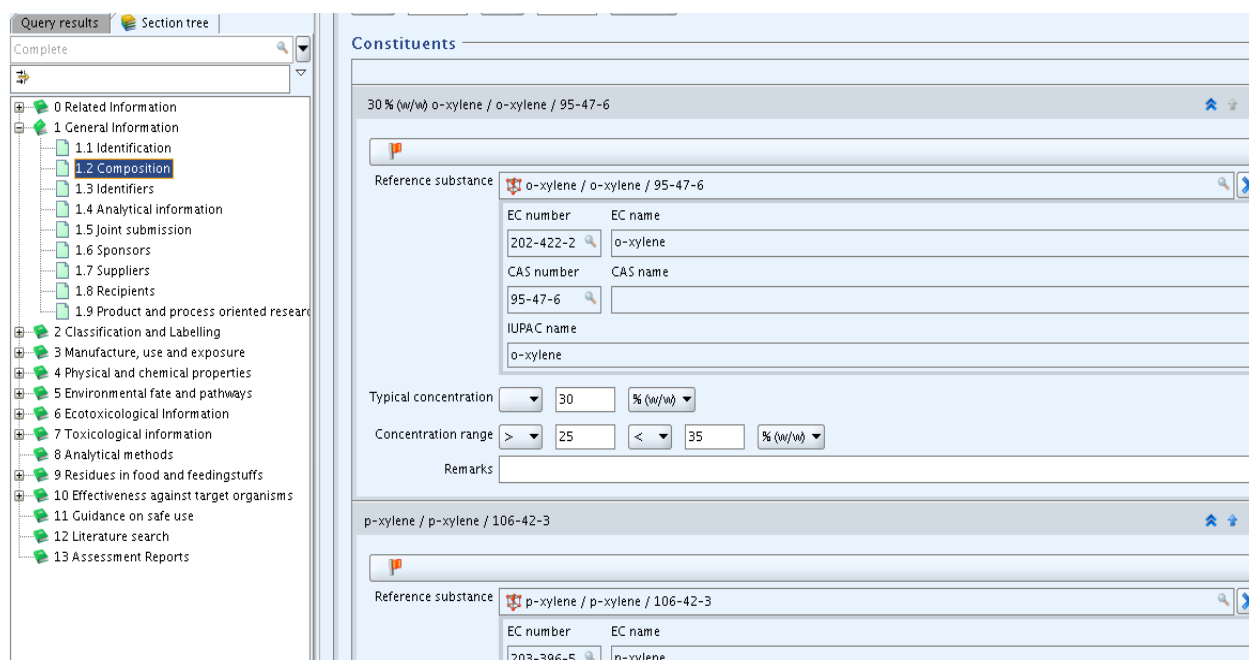 Query results
Section tree
Complete
0 Related Information
1 General Information
1.1 Identification
1.2 Composition
1.3 Identifiers
1.4 Analytical information
1.5 Joint submission
1.6 Sponsors
1.7 Suppliers
1.8 Recipients
1.9 Product and process oriented
2 Classification and Labelling
3 Manufacture, use and exposure
4 Physical and chemical properties
5 Environmental fate and pathways
6 Ecotoxicological Information
7 Toxicological information
8 Analytical methods
9 Residues in food and feedingstuffs
10 Effectiveness against target organisms
11 Guidance on safe use
12 Literature search
13 Assessment Reports
Constituents
30 % (w/w) o-xylene / o-xylene / 95-47-6
Reference substance o-xylene / o-xylene / 95-47-6
EC number EC name
202-422-2 o-xylene
CAS number CAS name
95-47-6
IUPAC name
o-xylene
Typical concentration 30 % (w/w)
Concentration range > 25 < 35 % (w/w)
Remarks
p-xylene / p-xylene / 106-42-3
Reference substance p-xylene / p-xylene / 106-42-3
EC number EC name
203-396-5 p-xylene